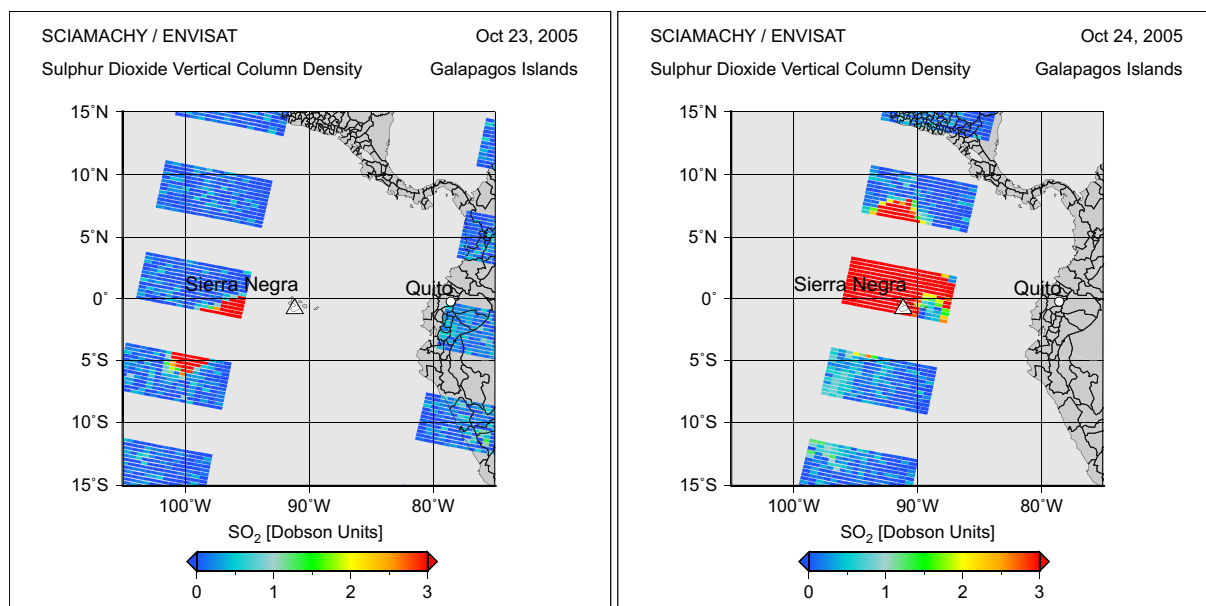 SCIAMACHY / ENVISAT Oct 23, 2005
Sulphur Dioxide Vertical Column Density Galapagos Islands
15˚N
10˚N
5˚N
Sierra Negra Quito
0˚
5˚S
10˚S
15˚S
100˚W 90˚W 80˚W
SO2 [Dobson Units]
0 1 2 3
SCIAMACHY / ENVISAT Oct 24, 2005
Sulphur Dioxide Vertical Column Density Galapagos Islands
15˚N
10˚N
5˚N
Sierra Negra Quito
0˚
5˚S
10˚S
15˚S
100˚W 90˚W 80˚W
SO2 [Dobson Units]
0 1 2 3